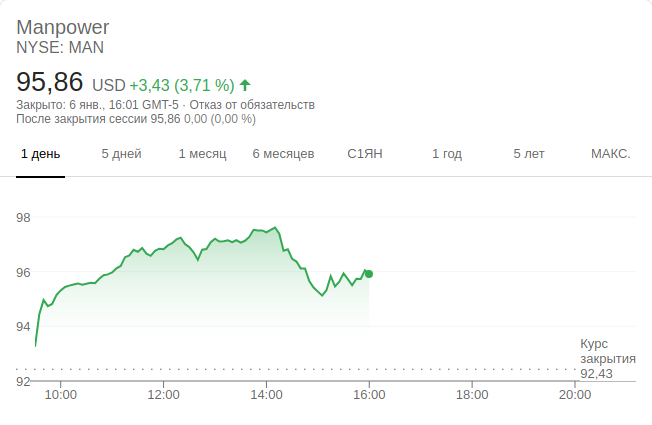 Manpower
NYSE: MAN
95,86 USD +3,43 (3,71 %)
Закрыто: 6 янв., 16:01 GMT-5 · Отказ от обязательств
После закрытия сессии 95,86 0,00 (0,00 %)
1 день 5 дней 1 месяц 6 месяцев С1ЯН 1 год 5 лет МАКС.
98
96
94
Курс
закрытия
92,43
92
10:00 12:00 14:00 16:00 18:00 20:00